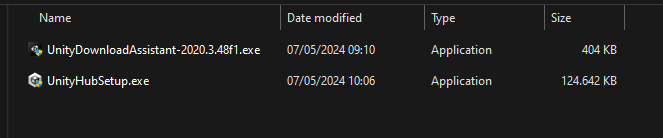 Name Date modified Type Size
UnityDownloadAssistant-2020.3.48f1.exe 07/05/2024 09:10 Application 404 KB
UnityHubSetup.exe 07/05/2024 10:06 Application 124.642 KB